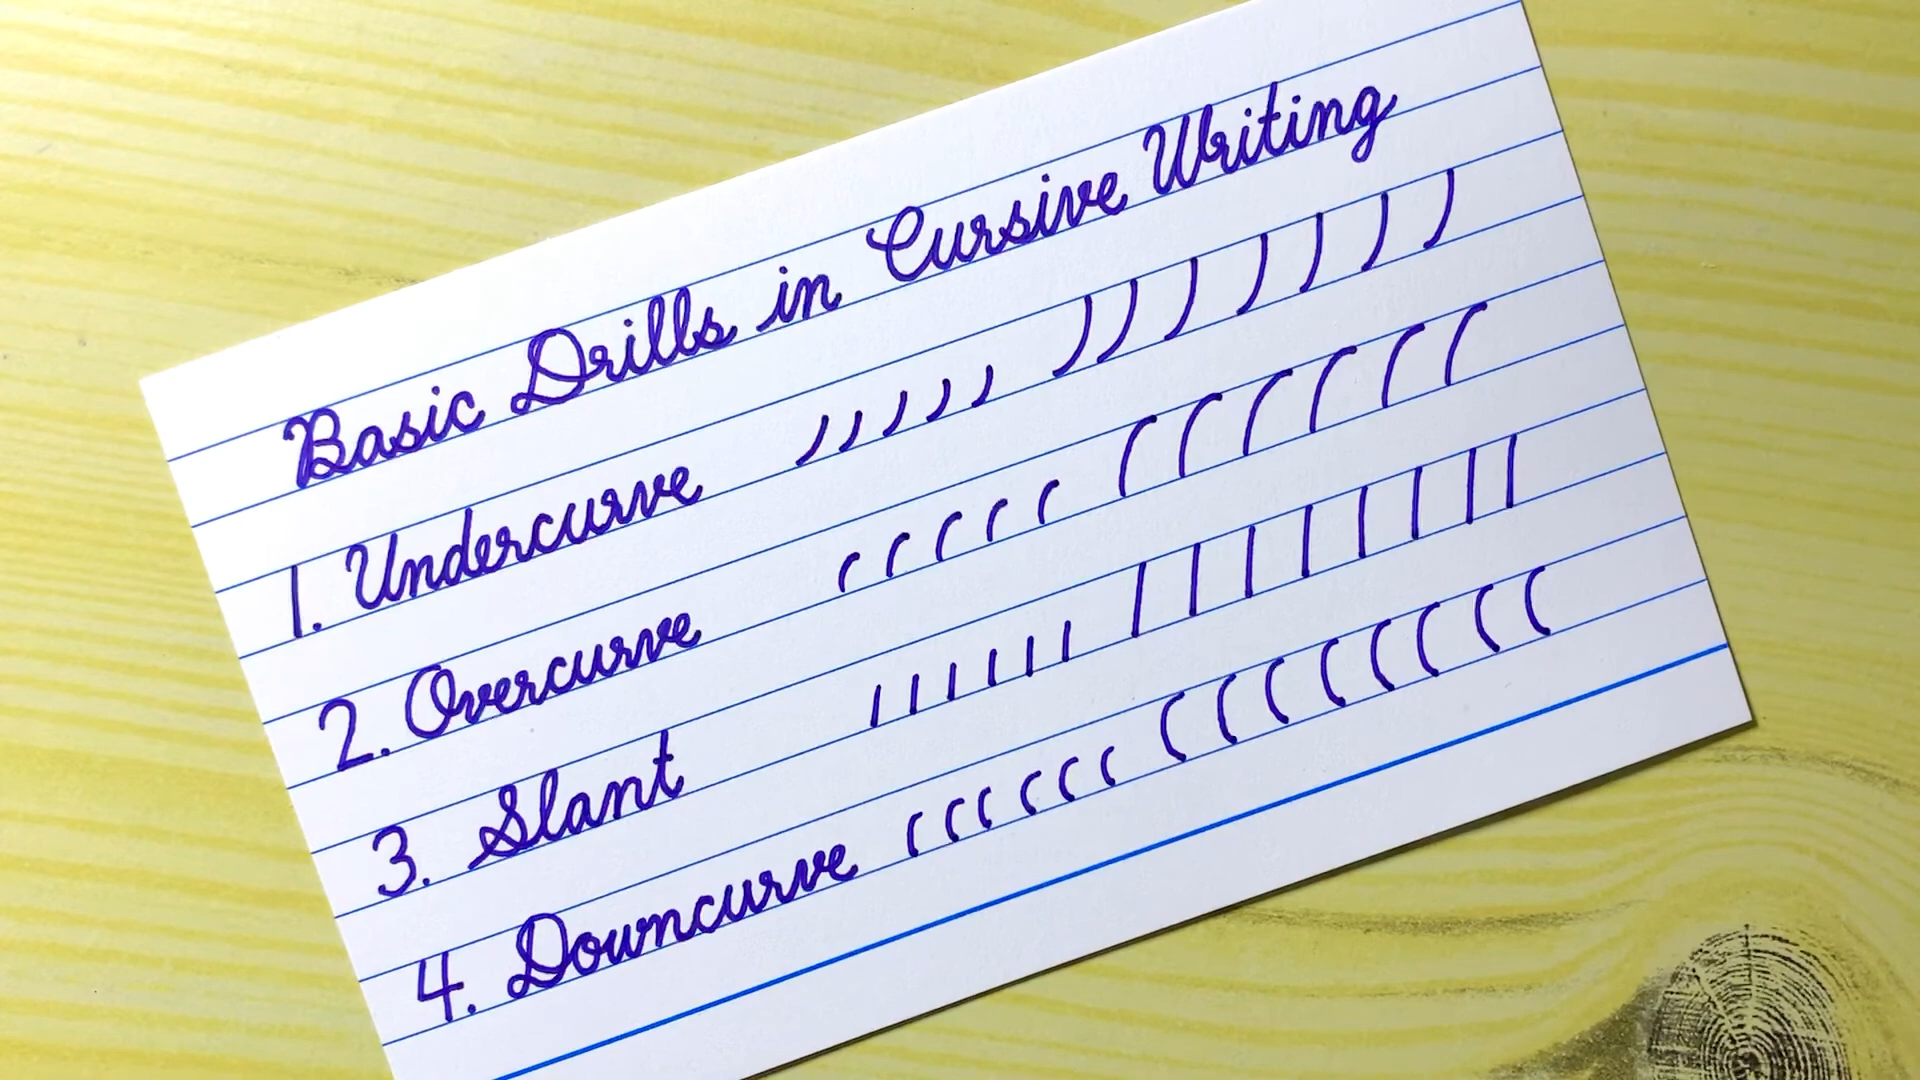 Basic Drills in Cursive Writing
1. Undercurve
2. Overcurve
3. Slant
4. Downcurve